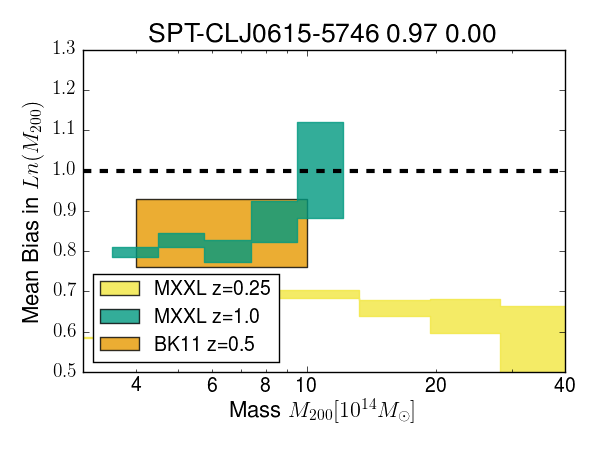 SPT-CLJ0615-5746 0.97 0.00
1.3
1.2
1.1
1.0
0.9
0.8
0.7
0.6
0.5
Mean Bias in Ln(M₂₀₀)
MXXL z=0.25
MXXL z=1.0
BK11 z=0.5
4 6 8 10 20 40
Mass M₂₀₀[10¹⁴M☉]